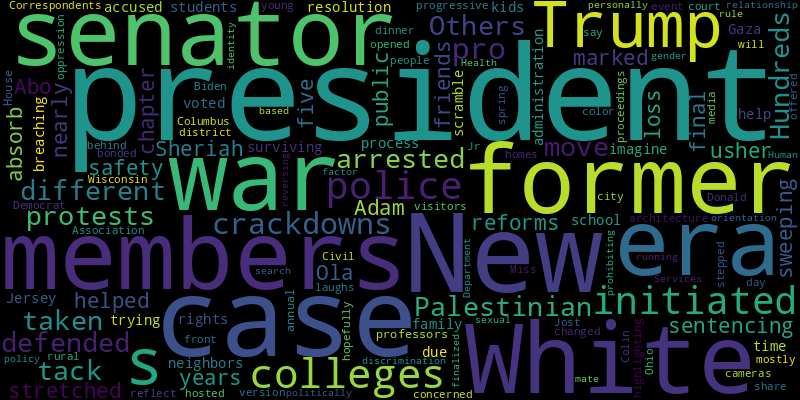 Correspondents accused students young resolution progressive kids personally event court relationship
senator Others Trump say media rule Gaza will
president
House oppression identity dinner opened people Health gender
Abo marked Hundreds
absorb breaching nearly chapter Biden voted five public friends scramble spring administration color proceedings loss final help offered
Columbus district based
behind bonded Sheriah surviving process Jr homes imagine usher Human
safety war arrested move former
Wisconsin different reversing factor police
Democrat protests Adam visitors city Donald
Association crackdowns reforms school architecture orientation sweeping
members New era
search Civil Department Miss prohibiting running stepped day
Ola laughs Services
Jersey helped case annual hopefully Palestinian initiated
taken trying rights family sexual Jost changed sentencing
defended front professors due finalized Colin highlighting Ohio time mostly
s neighbors discrimination White cameras
policy rural tack years colleges mate share
stretched reflect hosted version politically concerned
pro